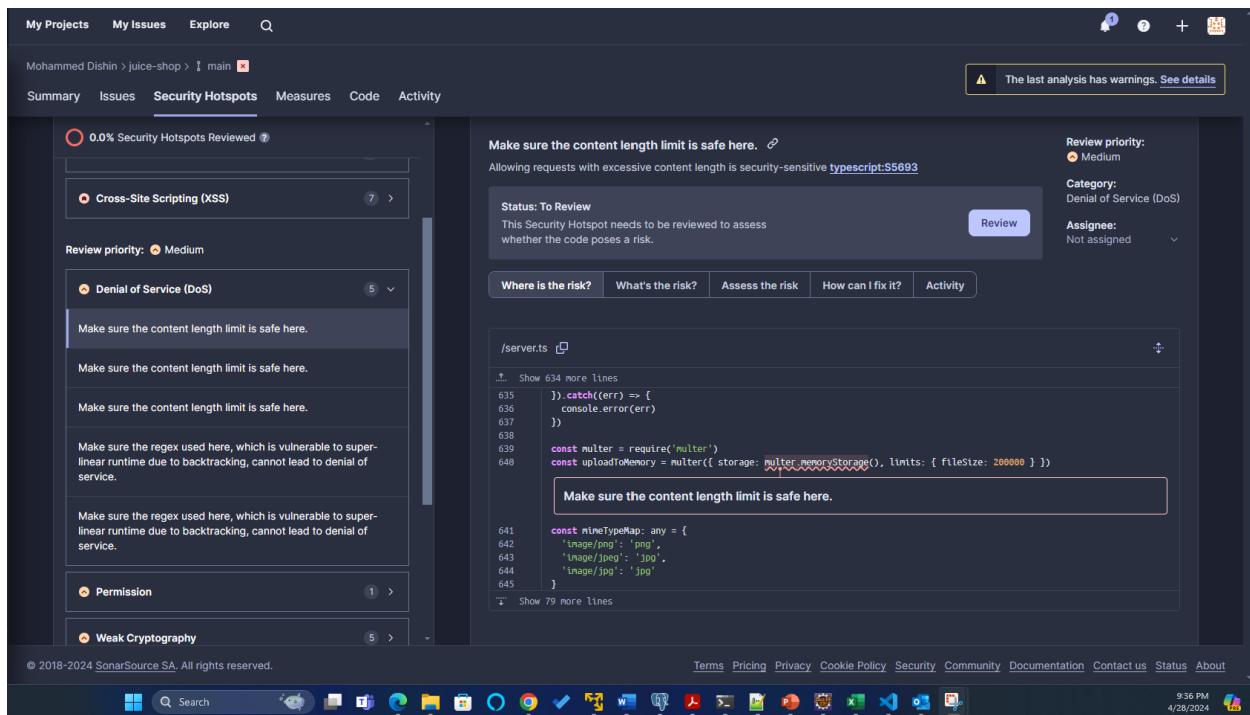 My Projects My Issues Explore
1
Mohammed Dishin > juice-shop > main
The last analysis has warnings. See details
Summary Issues Security Hotspots Measures Code Activity
0.0% Security Hotspots Reviewed
Cross-Site Scripting (XSS) 7
Review priority: Medium
Denial of Service (DoS) 5
Make sure the content length limit is safe here.
Make sure the content length limit is safe here.
Make sure the content length limit is safe here.
Make sure the regex used here, which is vulnerable to super-
linear runtime due to backtracking, cannot lead to denial of
service.
Make sure the regex used here, which is vulnerable to super-
linear runtime due to backtracking, cannot lead to denial of
service.
Permission 1
Weak Cryptography 5
Make sure the content length limit is safe here.
Allowing requests with excessive content length is security-sensitive typescript:S5693
Status: To Review
This Security Hotspot needs to be reviewed to assess
whether the code poses a risk.
Review
Review priority:
Medium
Category:
Denial of Service (DoS)
Assignee:
Not assigned
Where is the risk? What's the risk? Assess the risk How can I fix it? Activity
/server.ts
Show 634 more lines
635 }).catch((err) => {
636 console.error(err)
637 })
638
639 const multer = require('multer')
640 const uploadToMemory = multer({ storage: multer.memoryStorage(), limits: { fileSize: 200000 } })
Make sure the content length limit is safe here.
641 const mimeTypeMap: any = {
642 'image/png': 'png',
643 'image/jpeg': 'jpg',
644 'image/jpg': 'jpg'
645 }
Show 79 more lines
© 2018-2024 SonarSource SA. All rights reserved.
Terms Pricing Privacy Cookie Policy Security Community Documentation Contact us Status About
Search
9:36 PM
4/28/2024